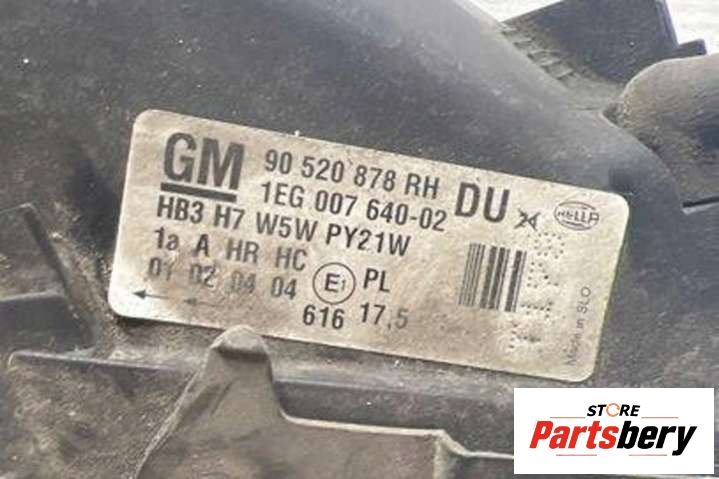 GM
90 520 878 RH
1EG 007 640-02
DU
24
HELLA
HB3 H7 W5W PY21W
1a A HR HC
01 02 04 04
E1
PL
616 17,5
Made in SLO
STORE
Partsbery